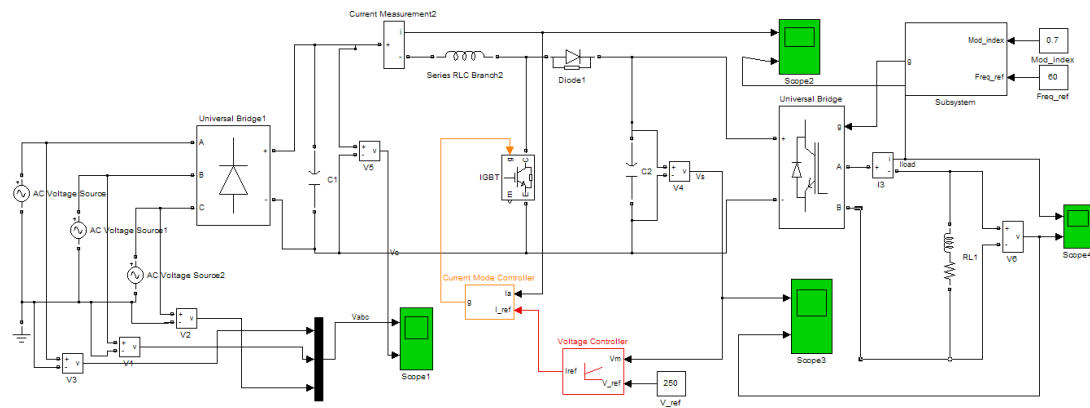 Current Measurement2
i
+
-
Series RLC Branch2
Diode1
Scope2
g
Mod_index
Freq_ref
Subsystem
0.7
Mod_index
60
Freq_ref
Universal Bridge1
A
B
C
+
-
AC Voltage Source
AC Voltage Source1
AC Voltage Source2
C1
+
-
v
V5
IGBT
g
C
m
E
C2
+
-
v
V4
Vs
Universal Bridge
g
+
-
A
B
+
i
-
I3
Iload
RL1
+
-
v
V6
Scope4
Vc
Current Mode Controller
g
Ia
I_ref
Voltage Controller
Iref
Vm
V_ref
250
V_ref
Scope3
+
-
v
V2
+
-
v
V1
+
-
v
V3
Vabc
Scope1